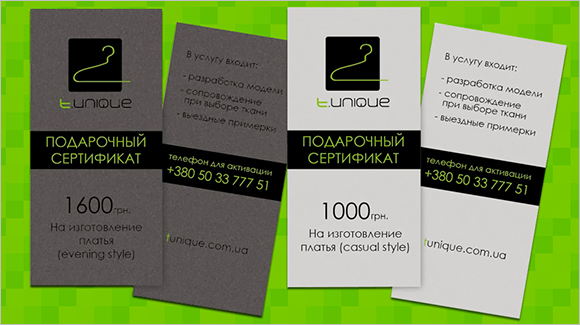 t.UNIQUE
ПОДАРОЧНЫЙ
СЕРТИФИКАТ
1600грн.
На изготовление
платья
(evening style)
В услугу входит:
- разработка модели
- сопровождение
при выборе ткани
- выездные примерки
телефон для активации
+380 50 33 777 51
tunique.com.ua
t.UNIQUE
ПОДАРОЧНЫЙ
СЕРТИФИКАТ
1000грн.
На изготовление
платья (casual style)
В услугу входит:
- разработка модели
- сопровождение
при выборе ткани
- выездные примерки
телефон для активации
+380 50 33 777 51
tunique.com.ua